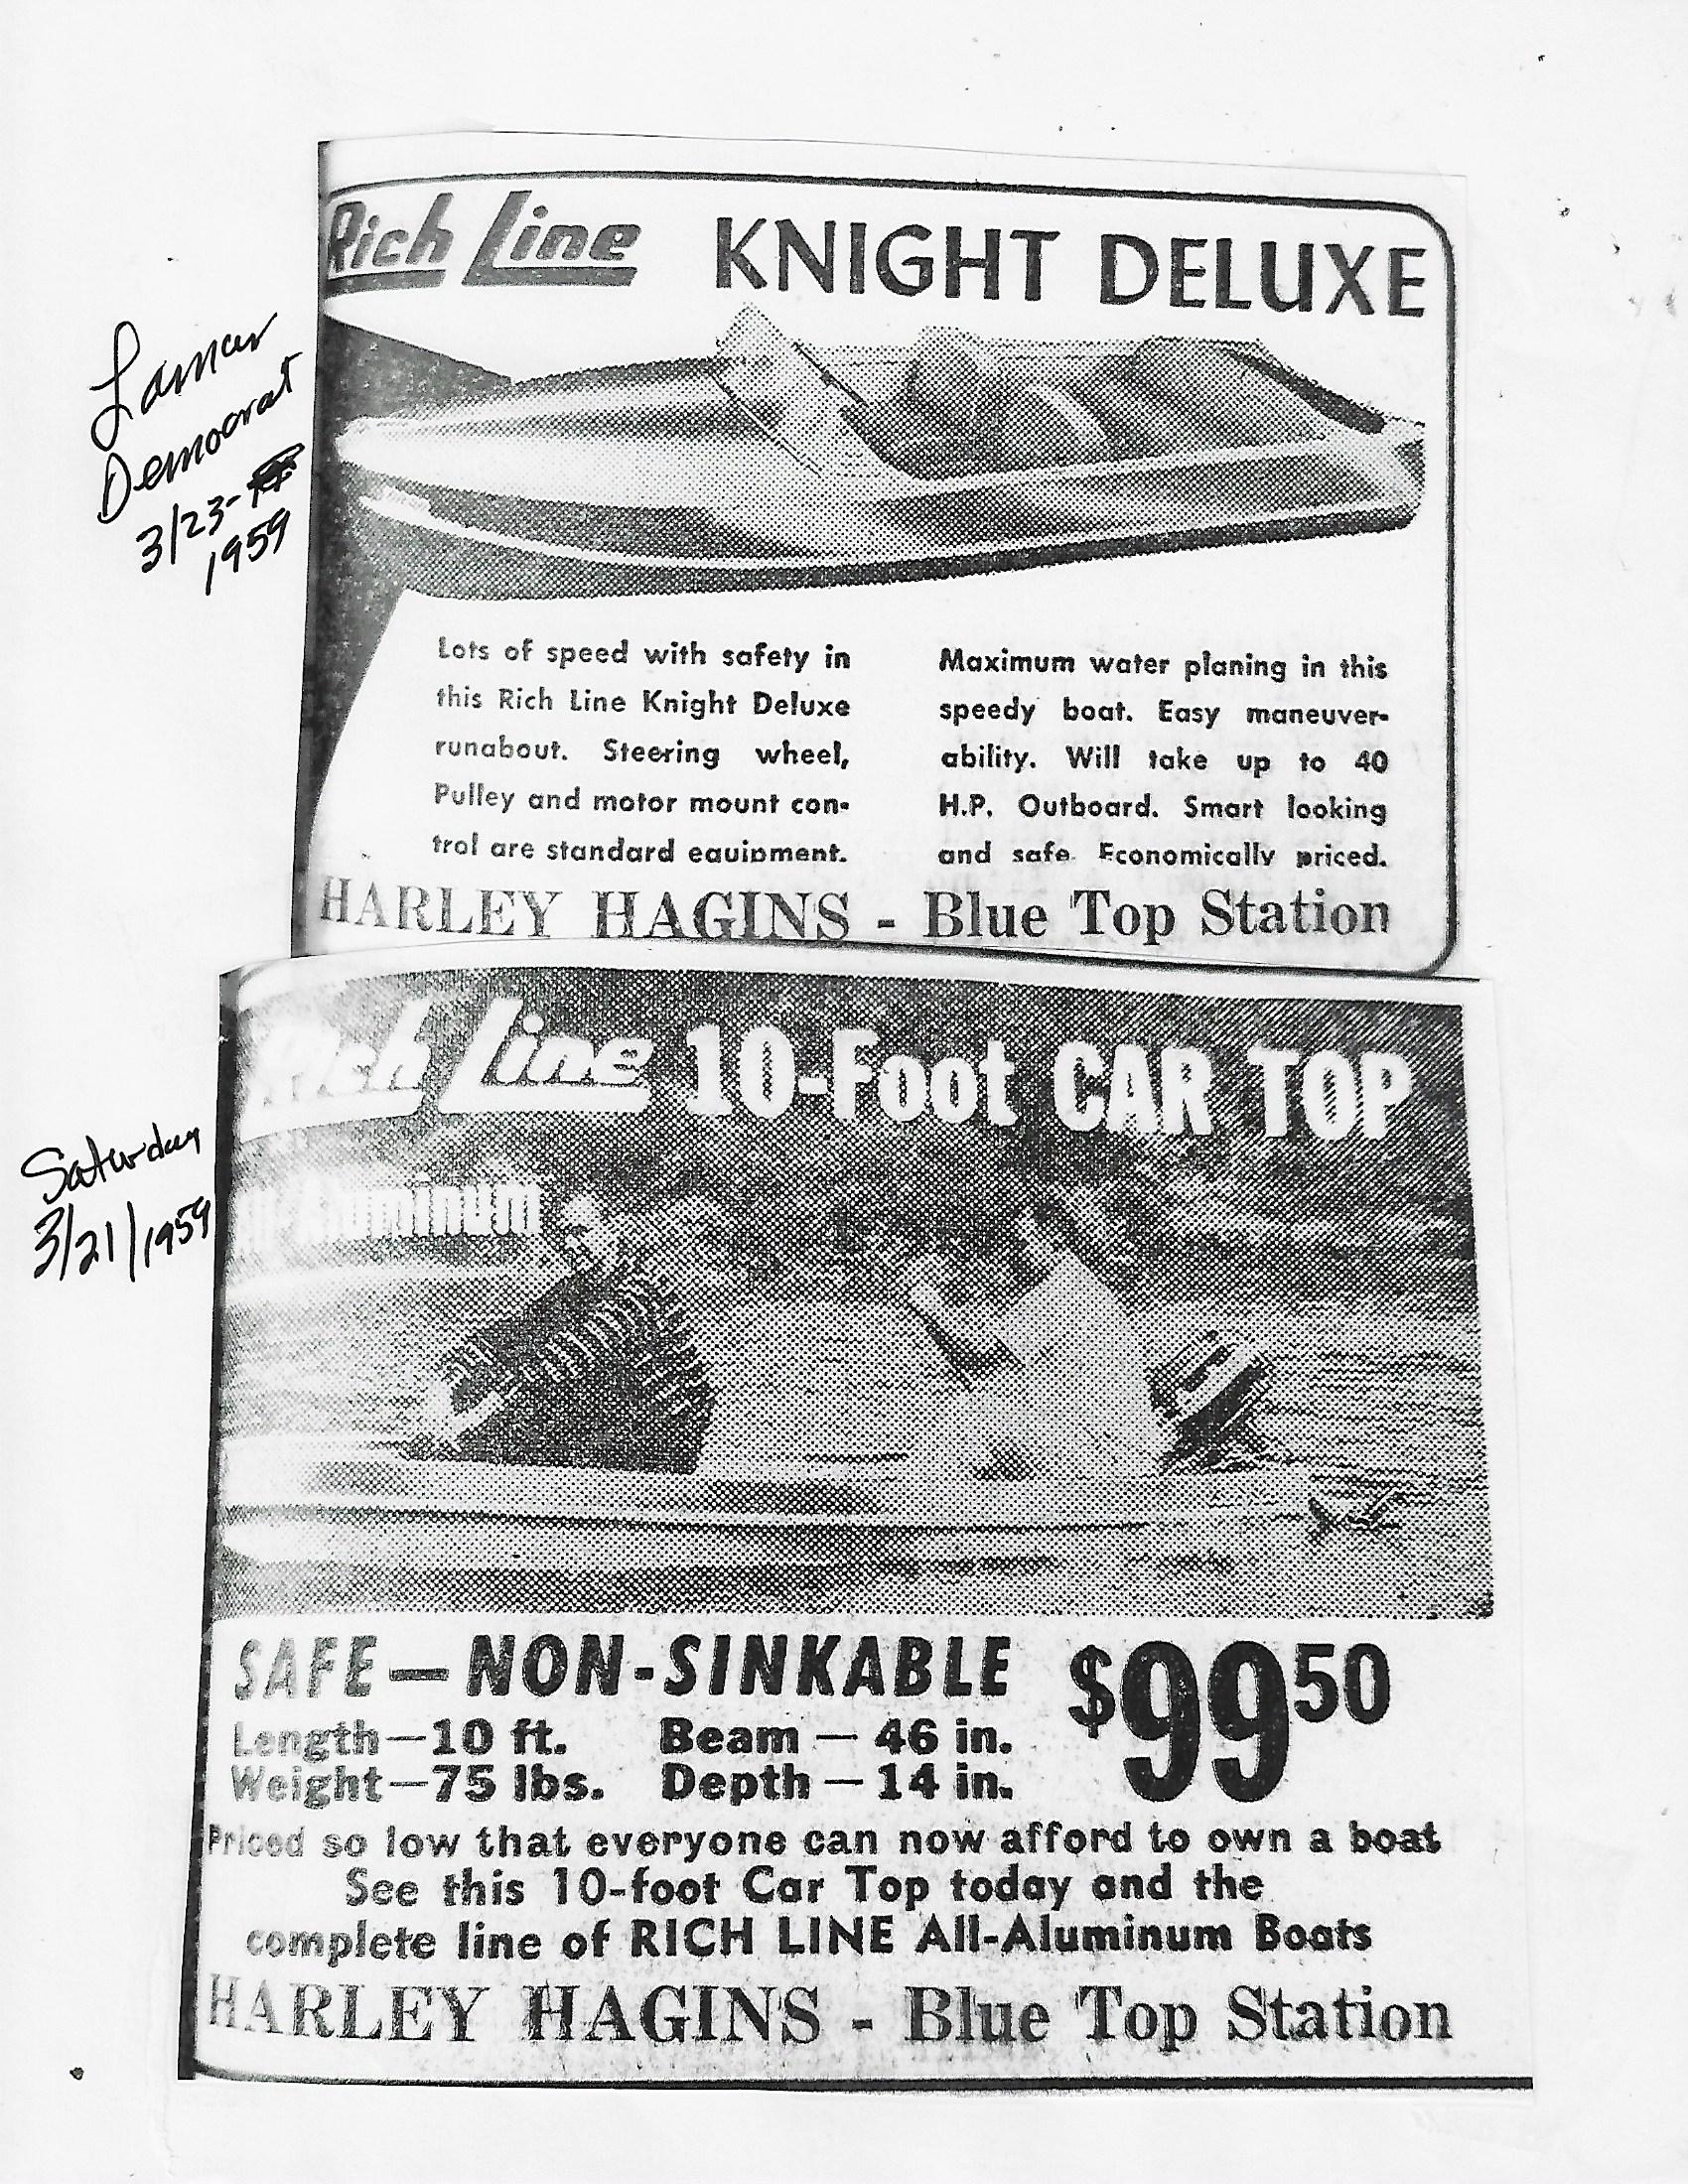 Rich Line KNIGHT DELUXE
Lamar
Democrat
3/23-
1959
Lots of speed with safety in
this Rich Line Knight Deluxe
runabout. Steering wheel,
Pulley and motor mount con-
trol are standard equipment.
Maximum water planing in this
speedy boat. Easy maneuver-
ability. Will take up to 40
H.P. Outboard. Smart looking
and safe. Economically priced.
HARLEY HAGINS - Blue Top Station
Rich Line 10-Foot CAR TOP
Saturday
3/21/1959
Aluminum
SAFE — NON-SINKABLE $99 50
Length — 10 ft. Beam — 46 in.
Weight — 75 lbs. Depth — 14 in.
Priced so low that everyone can now afford to own a boat
See this 10-foot Car Top today and the
complete line of RICH LINE All-Aluminum Boats
HARLEY HAGINS - Blue Top Station